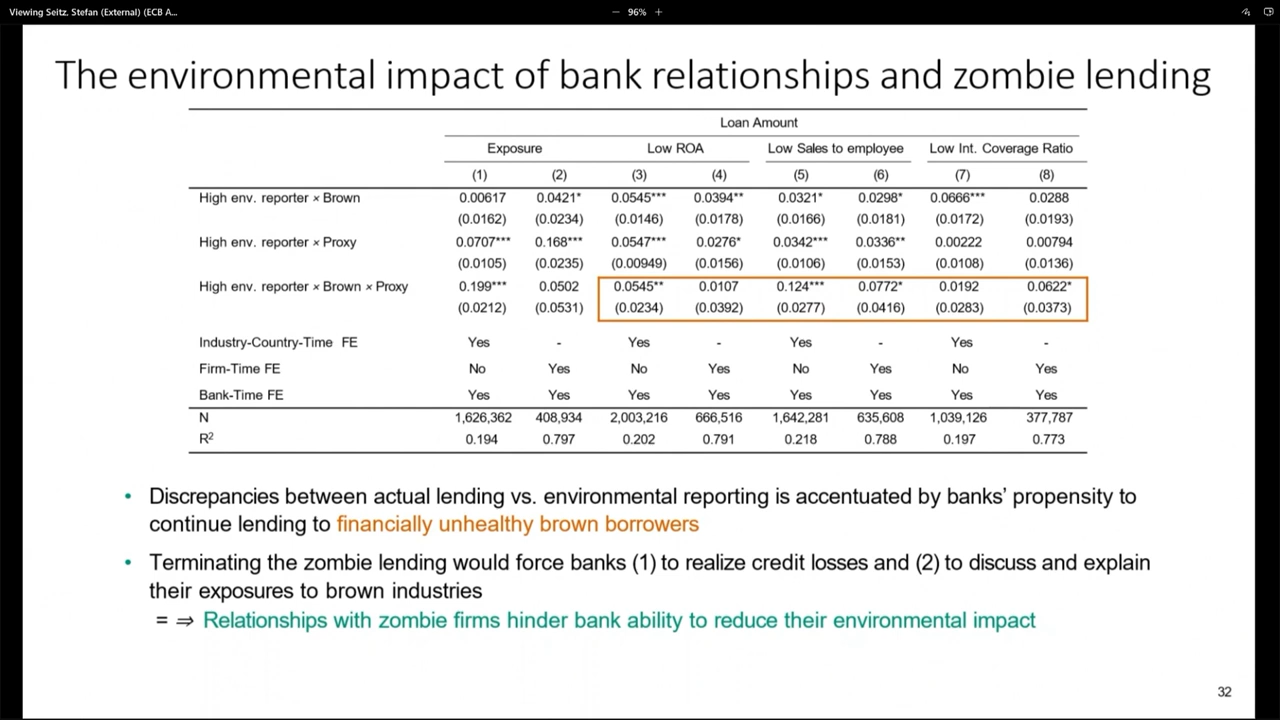 Viewing Seitz, Stefan (External) (ECB A...
− 96% +
The environmental impact of bank relationships and zombie lending
Loan Amount
Exposure Low ROA Low Sales to employee Low Int. Coverage Ratio
(1) (2) (3) (4) (5) (6) (7) (8)
High env. reporter × Brown 0.00617 0.0421* 0.0545*** 0.0394** 0.0321* 0.0298* 0.0666*** 0.0288
(0.0162) (0.0234) (0.0146) (0.0178) (0.0166) (0.0181) (0.0172) (0.0193)
High env. reporter × Proxy 0.0707*** 0.168*** 0.0547*** 0.0276* 0.0342*** 0.0336** 0.00222 0.00794
(0.0105) (0.0235) (0.00949) (0.0156) (0.0106) (0.0153) (0.0108) (0.0136)
High env. reporter × Brown × Proxy 0.199*** 0.0502 0.0545** 0.0107 0.124*** 0.0772* 0.0192 0.0622*
(0.0212) (0.0531) (0.0234) (0.0392) (0.0277) (0.0416) (0.0283) (0.0373)
Industry-Country-Time FE Yes - Yes - Yes - Yes -
Firm-Time FE No Yes No Yes No Yes No Yes
Bank-Time FE Yes Yes Yes Yes Yes Yes Yes Yes
N 1,626,362 408,934 2,003,216 666,516 1,642,281 635,608 1,039,126 377,787
R² 0.194 0.797 0.202 0.791 0.218 0.788 0.197 0.773
• Discrepancies between actual lending vs. environmental reporting is accentuated by banks' propensity to
continue lending to financially unhealthy brown borrowers
• Terminating the zombie lending would force banks (1) to realize credit losses and (2) to discuss and explain
their exposures to brown industries
= ⇒ Relationships with zombie firms hinder bank ability to reduce their environmental impact
32